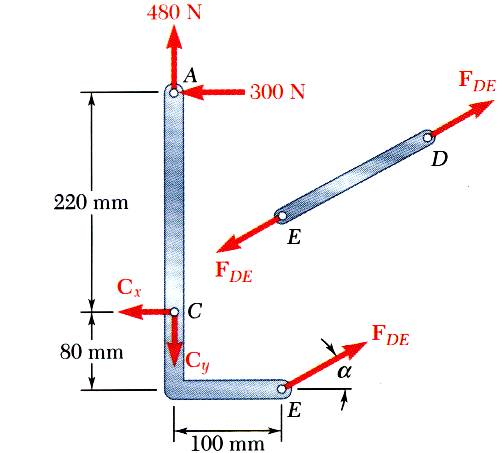 480 N
A
300 N
F_DE
D
220 mm
E
F_DE
C_x
C
80 mm
C_y
F_DE
α
E
100 mm